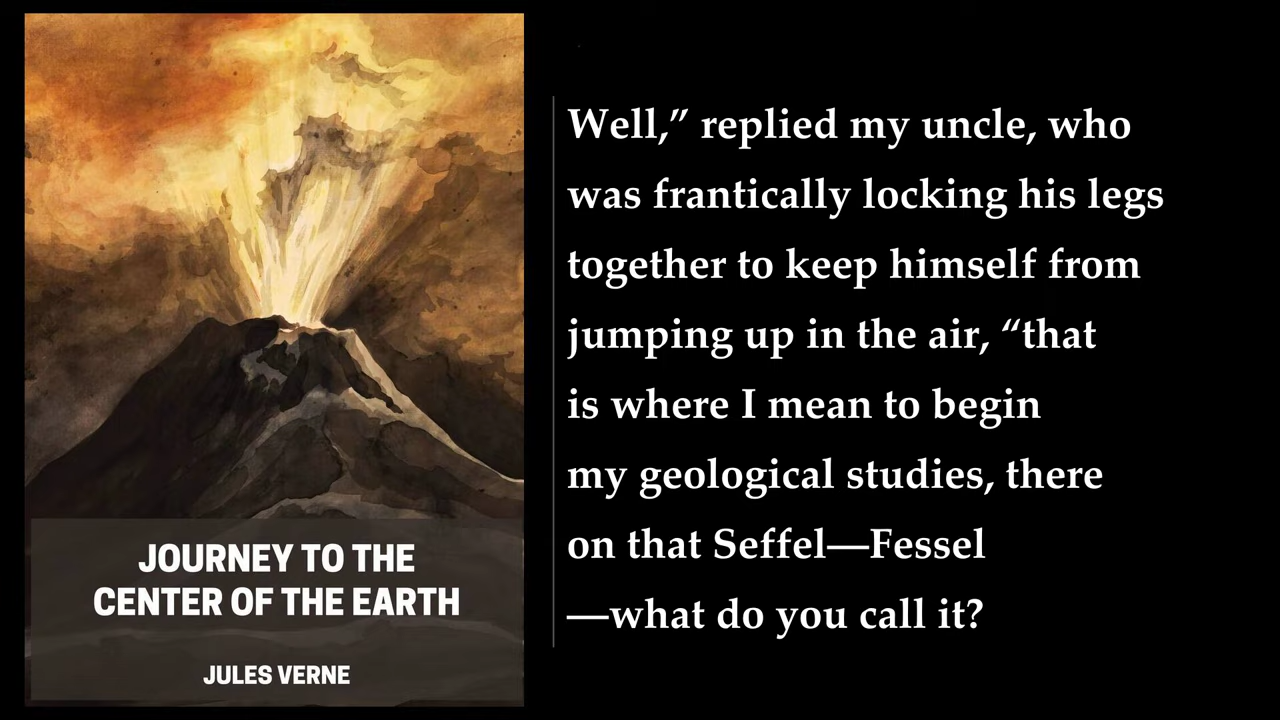 JOURNEY TO THE
CENTER OF THE EARTH
JULES VERNE
Well,” replied my uncle, who
was frantically locking his legs
together to keep himself from
jumping up in the air, “that
is where I mean to begin
my geological studies, there
on that Seffel—Fessel
—what do you call it?